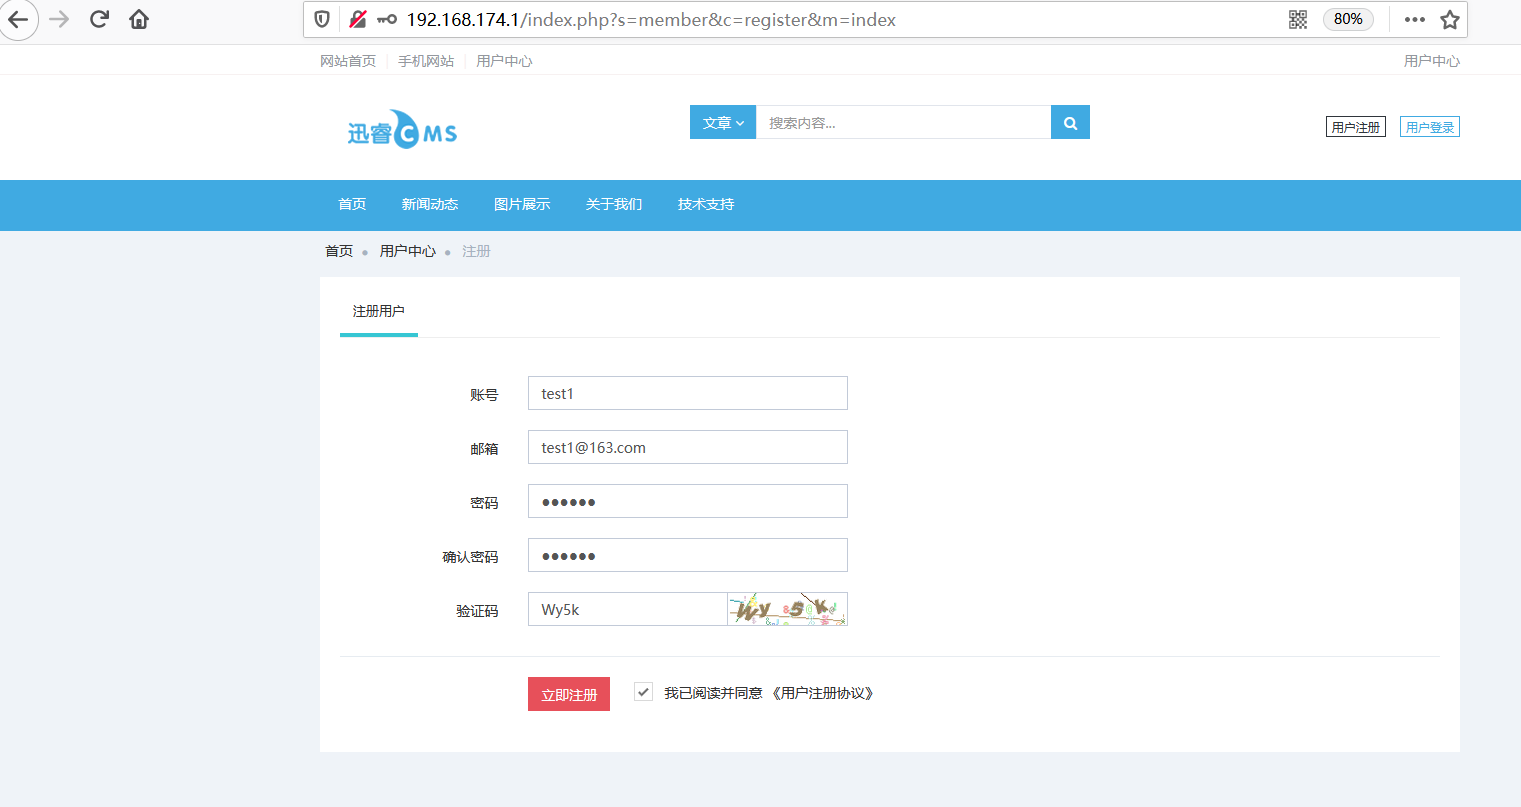 192.168.174.1/index.php?s=member&c=register&m=index 80%
网站首页 手机网站 用户中心 用户中心
迅睿CMS 文章 搜索内容... 用户注册 用户登录
首页 新闻动态 图片展示 关于我们 技术支持
首页 用户中心 注册
注册用户
账号 test1
邮箱 test1@163.com
密码 ●●●●●●
确认密码 ●●●●●●
验证码 Wy5k Wy5K
立即注册 我已阅读并同意 《用户注册协议》